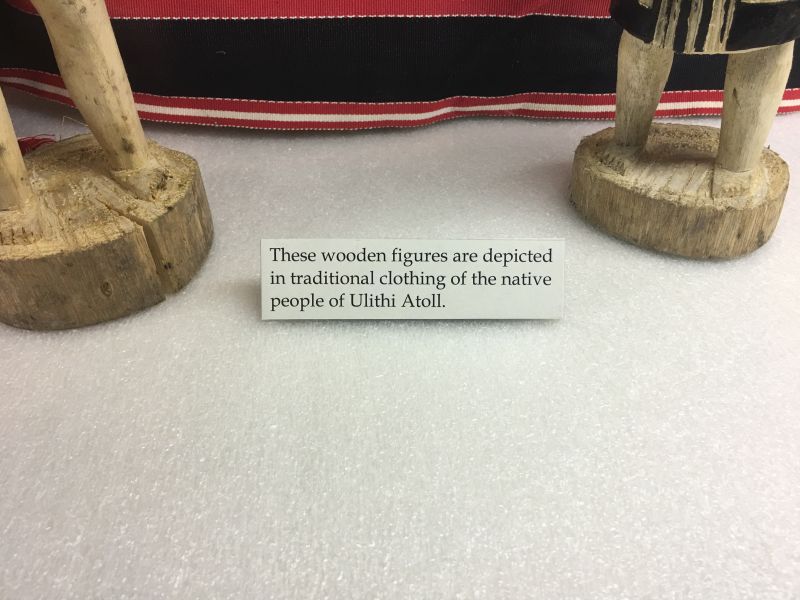 These wooden figures are depicted
in traditional clothing of the native
people of Ulithi Atoll.